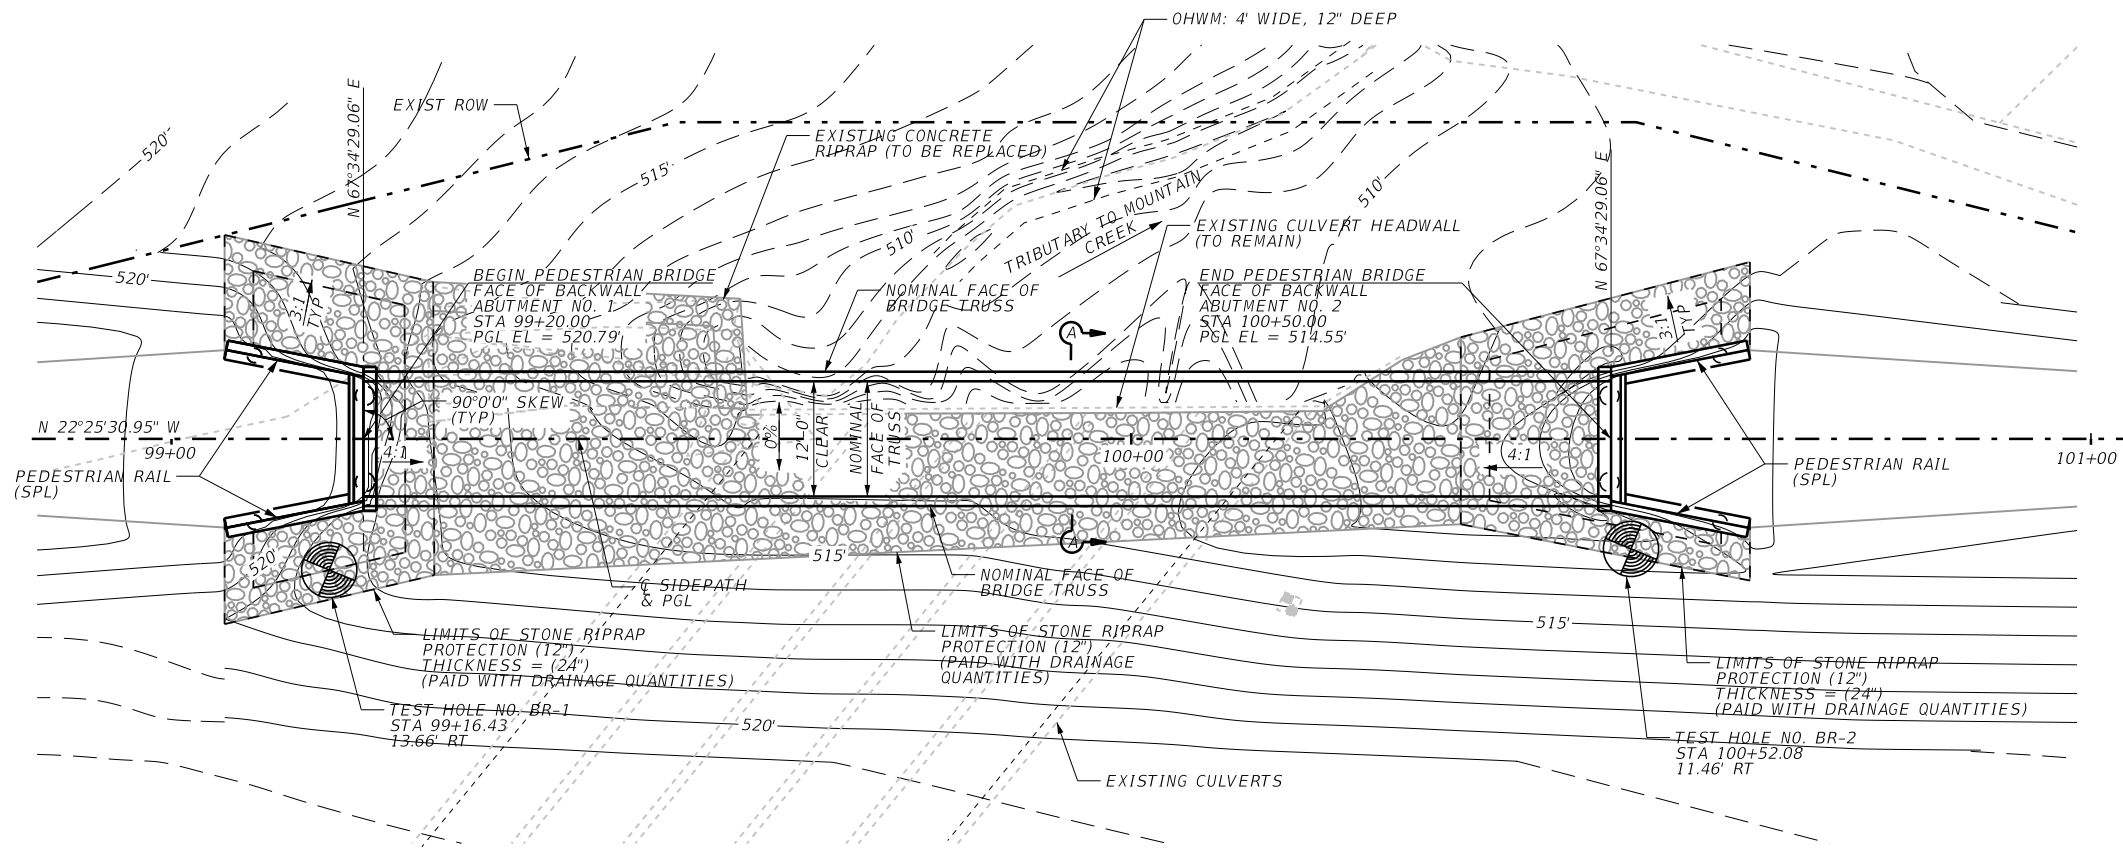 OHWM: 4' WIDE, 12" DEEP
EXIST ROW
N 67°34'29.06" E
520'
515'
EXISTING CONCRETE
RIPRAP (TO BE REPLACED)
510'
TRIBUTARY TO MOUNTAIN
CREEK
510'
N 67°34'29.06" E
EXISTING CULVERT HEADWALL
(TO REMAIN)
520'
3:1
TYP
BEGIN PEDESTRIAN BRIDGE
FACE OF BACKWALL
ABUTMENT NO. 1
STA 99+20.00
PGL EL = 520.79'
NOMINAL FACE OF
BRIDGE TRUSS
A
END PEDESTRIAN BRIDGE
FACE OF BACKWALL
ABUTMENT NO. 2
STA 100+50.00
PGL EL = 514.55'
3:1
TYP
90°0'0" SKEW
(TYP)
N 22°25'30.95" W
99+00
4:1
0%
12'-0"
CLEAR
NOMINAL
FACE OF
TRUSS
100+00
4:1
101+00
PEDESTRIAN RAIL
(SPL)
PEDESTRIAN RAIL
(SPL)
520'
515'
A
℄ SIDEPATH
& PGL
NOMINAL FACE OF
BRIDGE TRUSS
515'
LIMITS OF STONE RIPRAP
PROTECTION (12")
THICKNESS = (24")
(PAID WITH DRAINAGE QUANTITIES)
LIMITS OF STONE RIPRAP
PROTECTION (12")
(PAID WITH DRAINAGE
QUANTITIES)
LIMITS OF STONE RIPRAP
PROTECTION (12")
THICKNESS = (24")
(PAID WITH DRAINAGE QUANTITIES)
TEST HOLE NO. BR-1
STA 99+16.43
13.66' RT
520'
TEST HOLE NO. BR-2
STA 100+52.08
11.46' RT
EXISTING CULVERTS